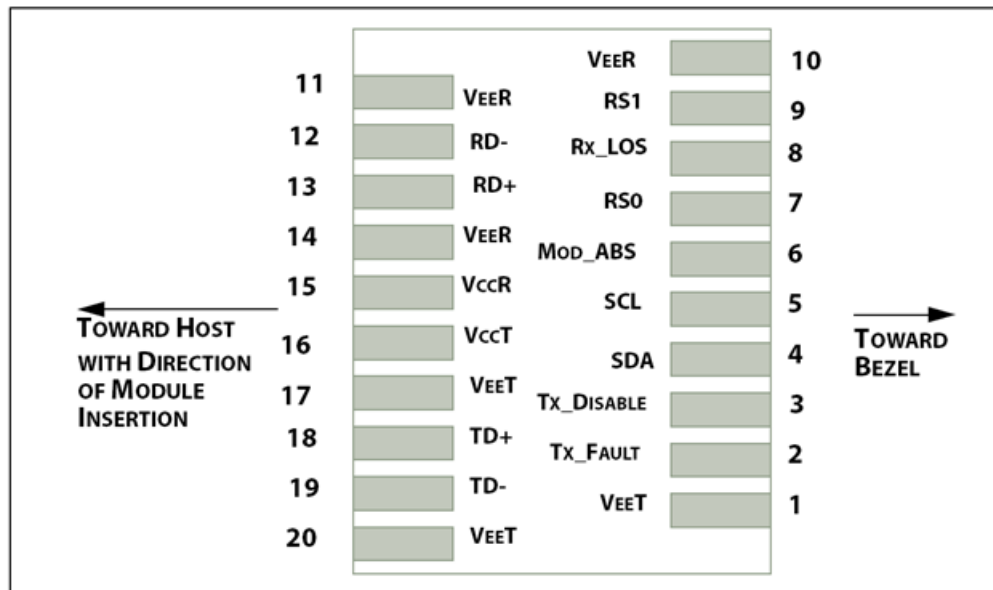 11 VEER
12 RD-
13 RD+
14 VEER
15 VCCR
16 VCCT
17 VEET
18 TD+
19 TD-
20 VEET
VEER 10
RS1 9
RX_LOS 8
RS0 7
MOD_ABS 6
SCL 5
SDA 4
TX_DISABLE 3
TX_FAULT 2
VEET 1
TOWARD HOST
WITH DIRECTION
OF MODULE
INSERTION
TOWARD
BEZEL